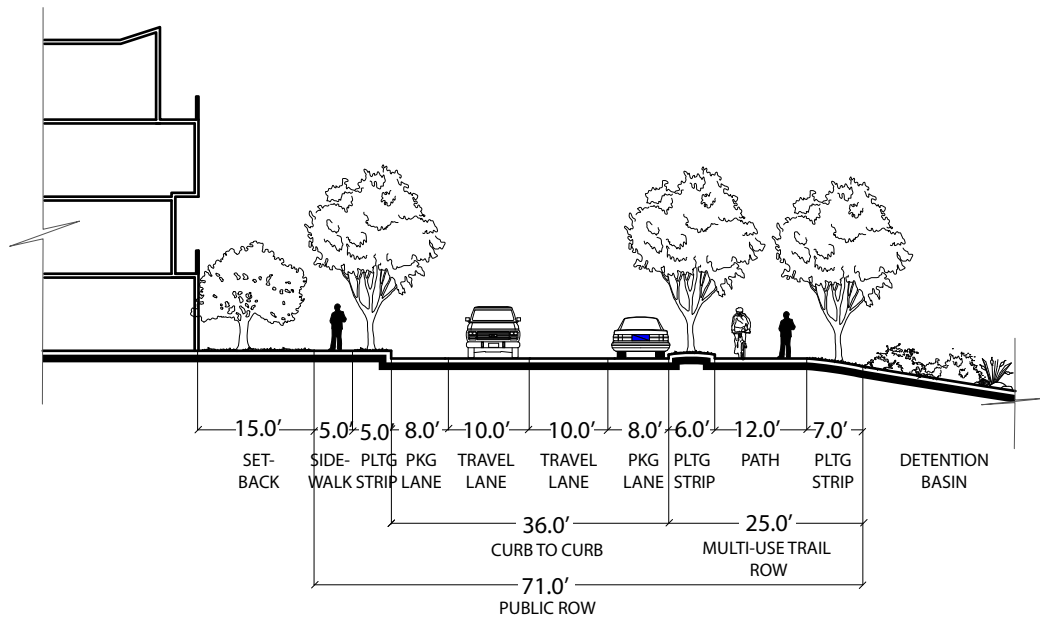 15.0’ 5.0’ 5.0’ 8.0’ 10.0’ 10.0’ 8.0’ 6.0’ 12.0’ 7.0’
SET- SIDE- PLTG PKG TRAVEL TRAVEL PKG PLTG PATH PLTG DETENTION
BACK WALK STRIP LANE LANE LANE LANE STRIP STRIP BASIN
36.0’ 25.0’
CURB TO CURB MULTI-USE TRAIL
ROW
71.0’
PUBLIC ROW